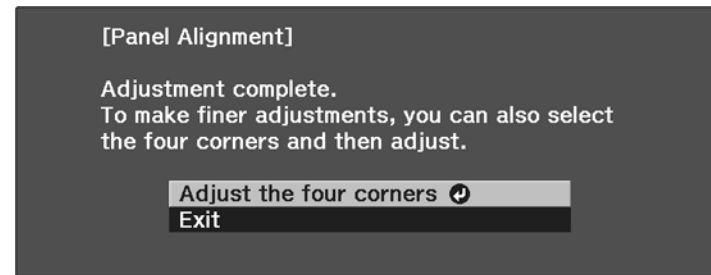 [Panel Alignment]
Adjustment complete.
To make finer adjustments, you can also select
the four corners and then adjust.
Adjust the four corners
Exit